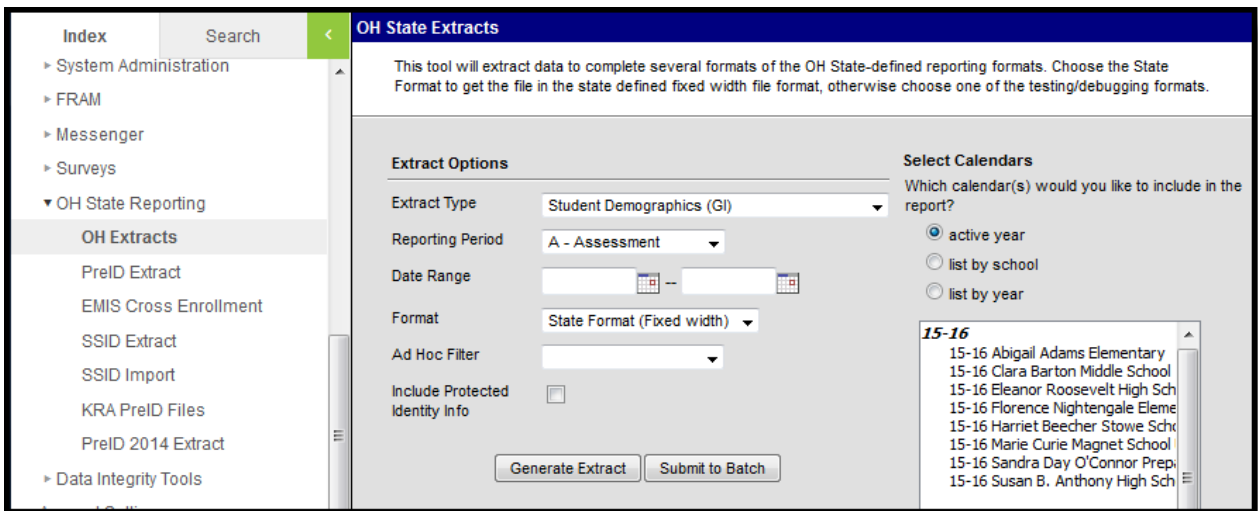 Index
Search
System Administration
FRAM
Messenger
Surveys
OH State Reporting
OH Extracts
PreID Extract
EMIS Cross Enrollment
SSID Extract
SSID Import
KRA PreID Files
PreID 2014 Extract
Data Integrity Tools
OH State Extracts
This tool will extract data to complete several formats of the OH State-defined reporting formats. Choose the State
Format to get the file in the state defined fixed width file format, otherwise choose one of the testing/debugging formats.
Extract Options
Extract Type
Student Demographics (GI)
Reporting Period
A - Assessment
Date Range
--
Format
State Format (Fixed width)
Ad Hoc Filter
Include Protected
Identity Info
Generate Extract
Submit to Batch
Select Calendars
Which calendar(s) would you like to include in the
report?
active year
list by school
list by year
15-16
15-16 Abigail Adams Elementary
15-16 Clara Barton Middle School
15-16 Eleanor Roosevelt High Sch
15-16 Florence Nightengale Eleme
15-16 Harriet Beecher Stowe Scho
15-16 Marie Curie Magnet School
15-16 Sandra Day O'Connor Prep
15-16 Susan B. Anthony High Sch